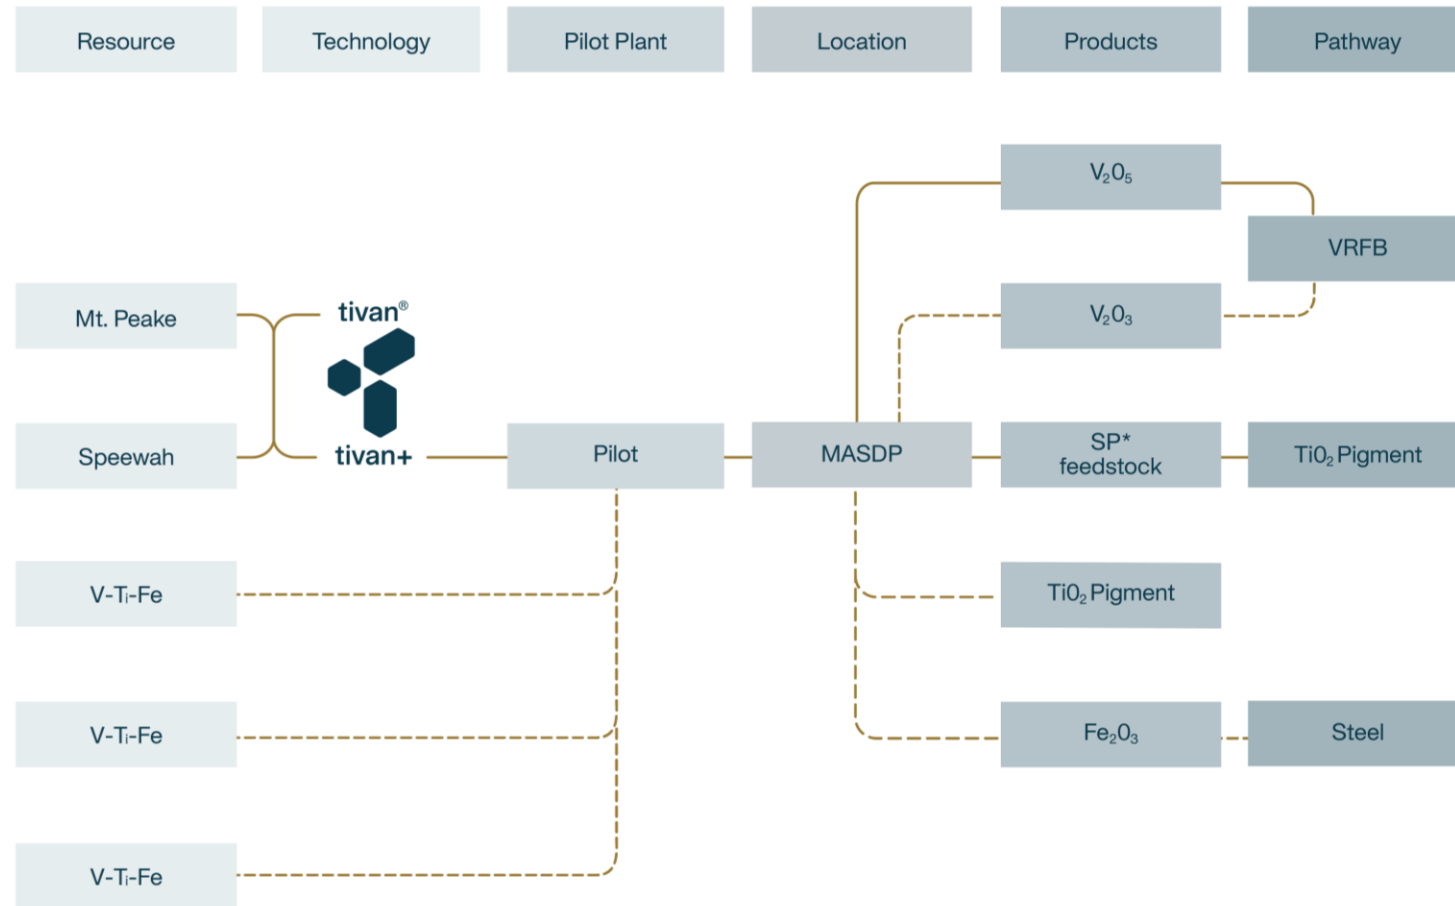 Resource
Technology
Pilot Plant
Location
Products
Pathway
V₂O₅
VRFB
Mt. Peake
tivan®
V₂O₃
Speewah
tivan+
Pilot
MASDP
SP*
feedstock
TiO₂ Pigment
V-Ti-Fe
TiO₂ Pigment
V-Ti-Fe
Fe₂O₃
Steel
V-Ti-Fe